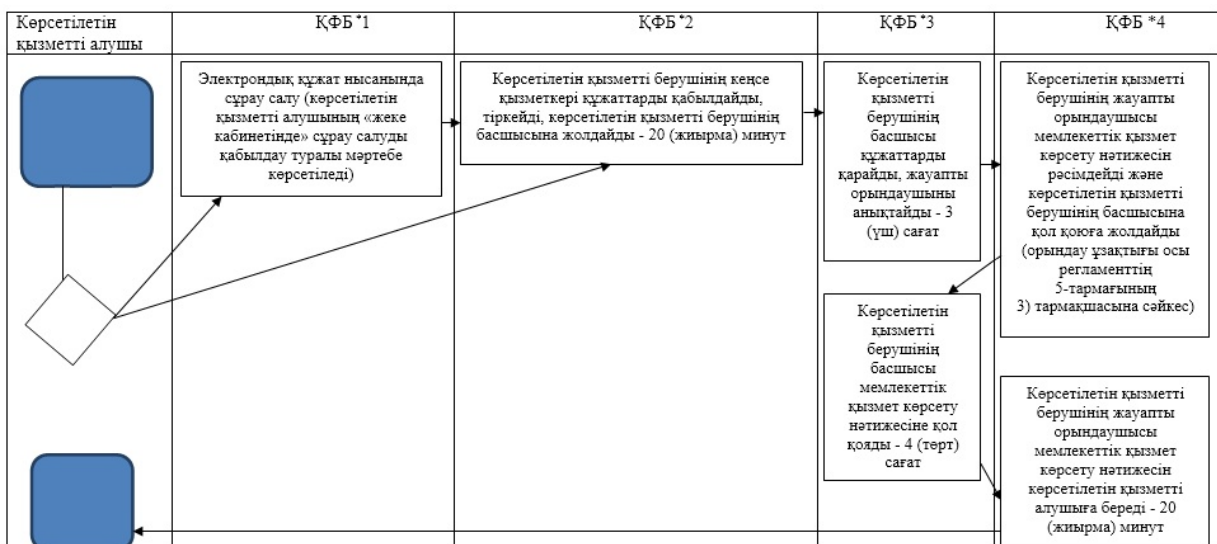 Көрсетілетін
қызметті алушы
ҚФБ*1
ҚФБ*2
ҚФБ*3
ҚФБ *4
Электрондық құжат нысанында
сұрау салу (көрсетілетін
қызметті алушының «жеке
кабинетінде» сұрау салуды
қабылдау туралы мәртебе
көрсетіледі)
Көрсетілетін қызметті берушінің кеңсе
қызметкері құжаттарды қабылдайды,
тіркейді, көрсетілетін қызметті берушінің
басшысына жолдайды - 20 (жиырма) минут
Көрсетілетін
қызметті
берушінің
басшысы
құжаттарды
қарайды, жауапты
орындаушыны
анықтайды - 3
(үш) сағат
Көрсетілетін қызметті
берушінің жауапты
орындаушысы
мемлекеттік қызмет
көрсету нәтижесін
рәсімдейді және
көрсетілетін қызметті
берушінің басшысына
қол қоюға жолдайды
(орындау ұзақтығы осы
регламенттің
5-тармағының
3) тармақшасына сәйкес)
Көрсетілетін
қызметті
берушінің
басшысы
мемлекеттік
қызмет көрсету
нәтижесіне қол
қояды - 4 (төрт)
сағат
Көрсетілетін қызметті
берушінің жауапты
орындаушысы
мемлекеттік қызмет
көрсету нәтижесін
көрсетілетін қызметті
алушыға береді - 20
(жиырма) минут